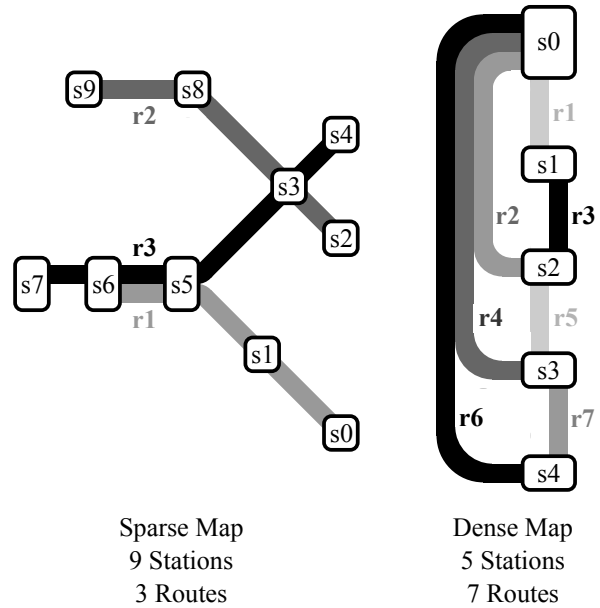 s9
s8
r2
s4
s3
s2
r3
s7
s6
s5
r1
s1
s0
Sparse Map
9 Stations
3 Routes
s0
r1
s1
r2
r3
s2
r4
r5
s3
r6
r7
s4
Dense Map
5 Stations
7 Routes